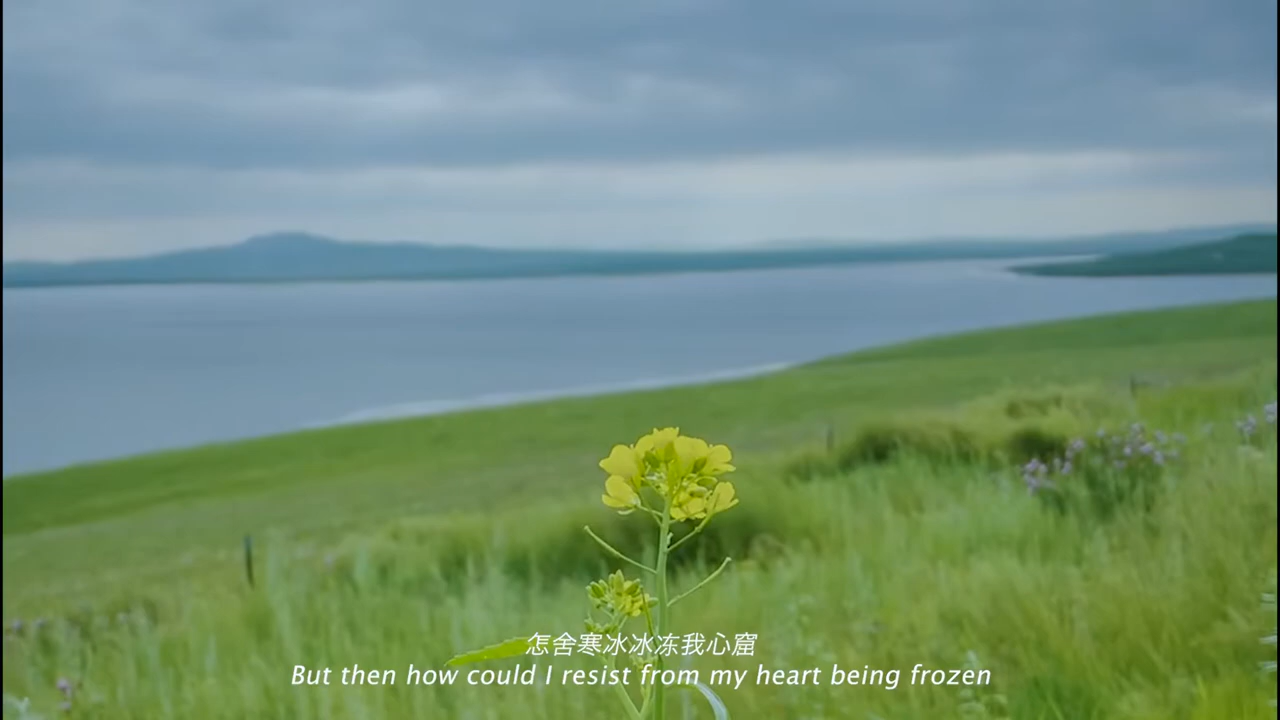 怎舍寒冰冰冻我心窟
But then how could I resist from my heart being frozen